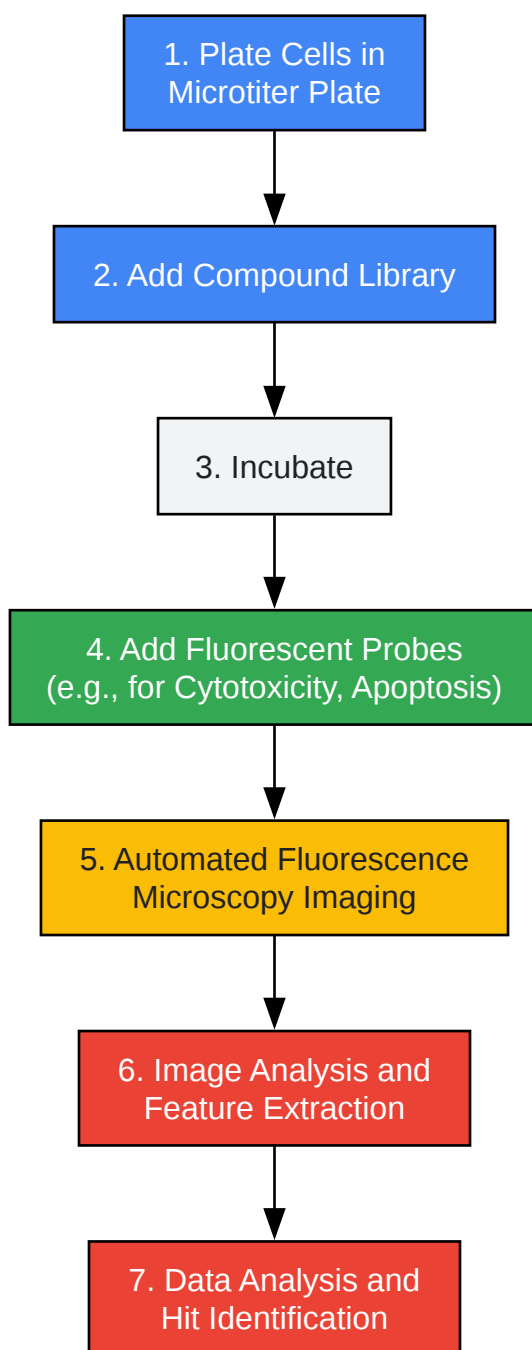 1. Plate Cells in
Microtiter Plate
2. Add Compound Library
3. Incubate
4. Add Fluorescent Probes
(e.g., for Cytotoxicity, Apoptosis)
5. Automated Fluorescence
Microscopy Imaging
6. Image Analysis and
Feature Extraction
7. Data Analysis and
Hit Identification